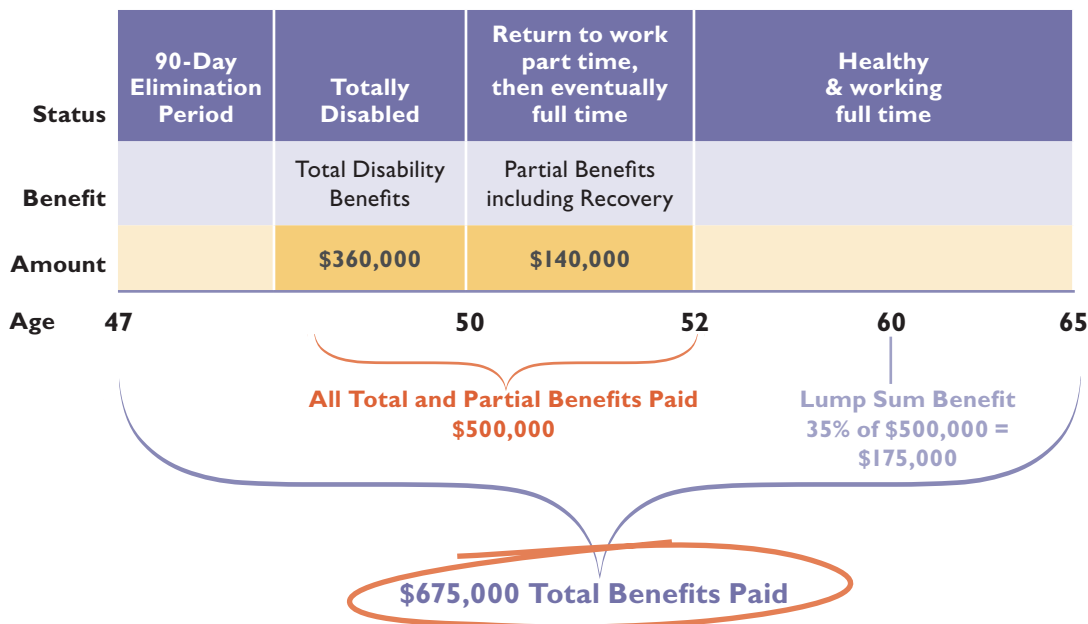 Status
90-Day
Elimination
Period
Totally
Disabled
Return to work
part time,
then eventually
full time
Healthy
& working
full time
Benefit
Total Disability
Benefits
Partial Benefits
including Recovery
Amount
$360,000
$140,000
Age
47
50
52
60
65
All Total and Partial Benefits Paid
$500,000
Lump Sum Benefit
35% of $500,000 =
$175,000
$675,000 Total Benefits Paid